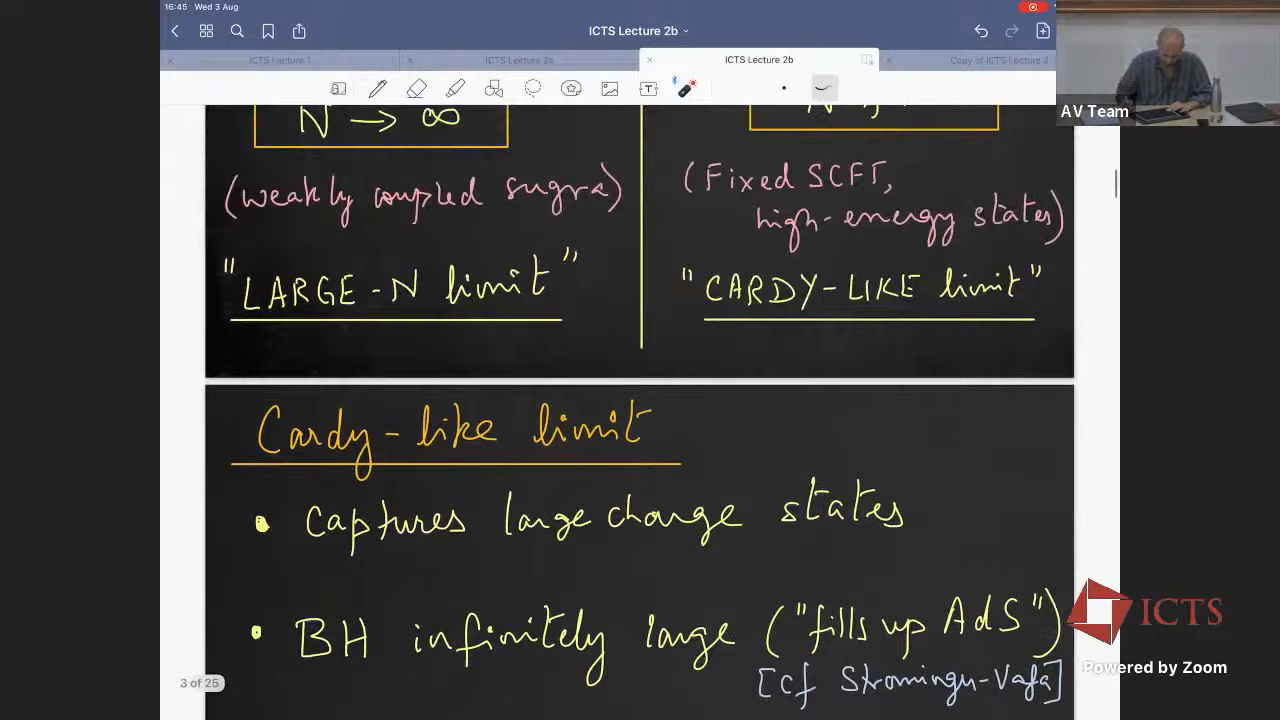 16:45 Wed 3 Aug
ICTS Lecture 2b
ICTS Lecture 1
ICTS Lecture 2a
ICTS Lecture 2b
Copy of ICTS Lecture 2
AV Team
N → ∞
(weakly coupled sugra)
"LARGE-N limit"
(Fixed SCFT,
high-energy states)
"CARDY-LIKE limit"
Cardy-like limit
• captures large charge states
• BH infinitely large ("fills up AdS")
[cf Strominger-Vafa]
3 of 25
ICTS
Powered by Zoom